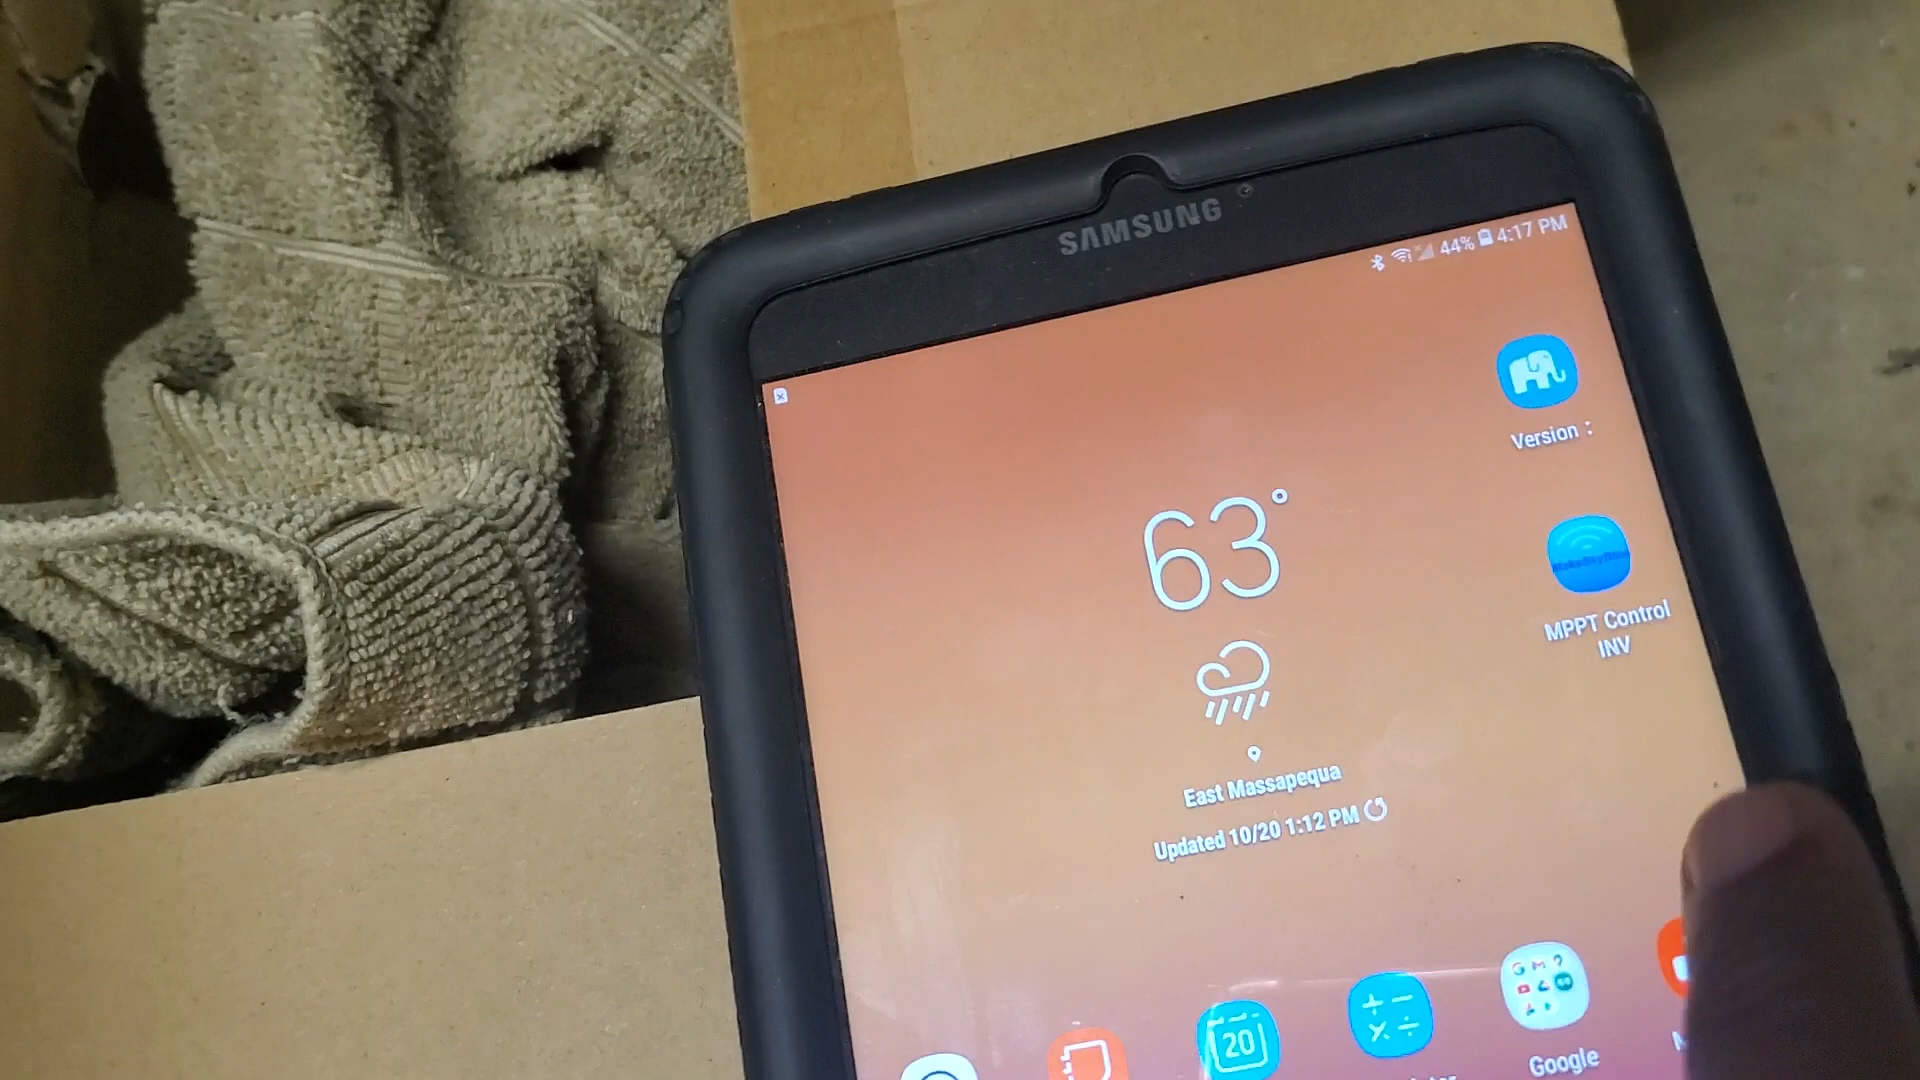 SAMSUNG
44% 4:17 PM
Version :
63°
MPPT Control
INV
East Massapequa
Updated 10/20 1:12 PM
20
Google